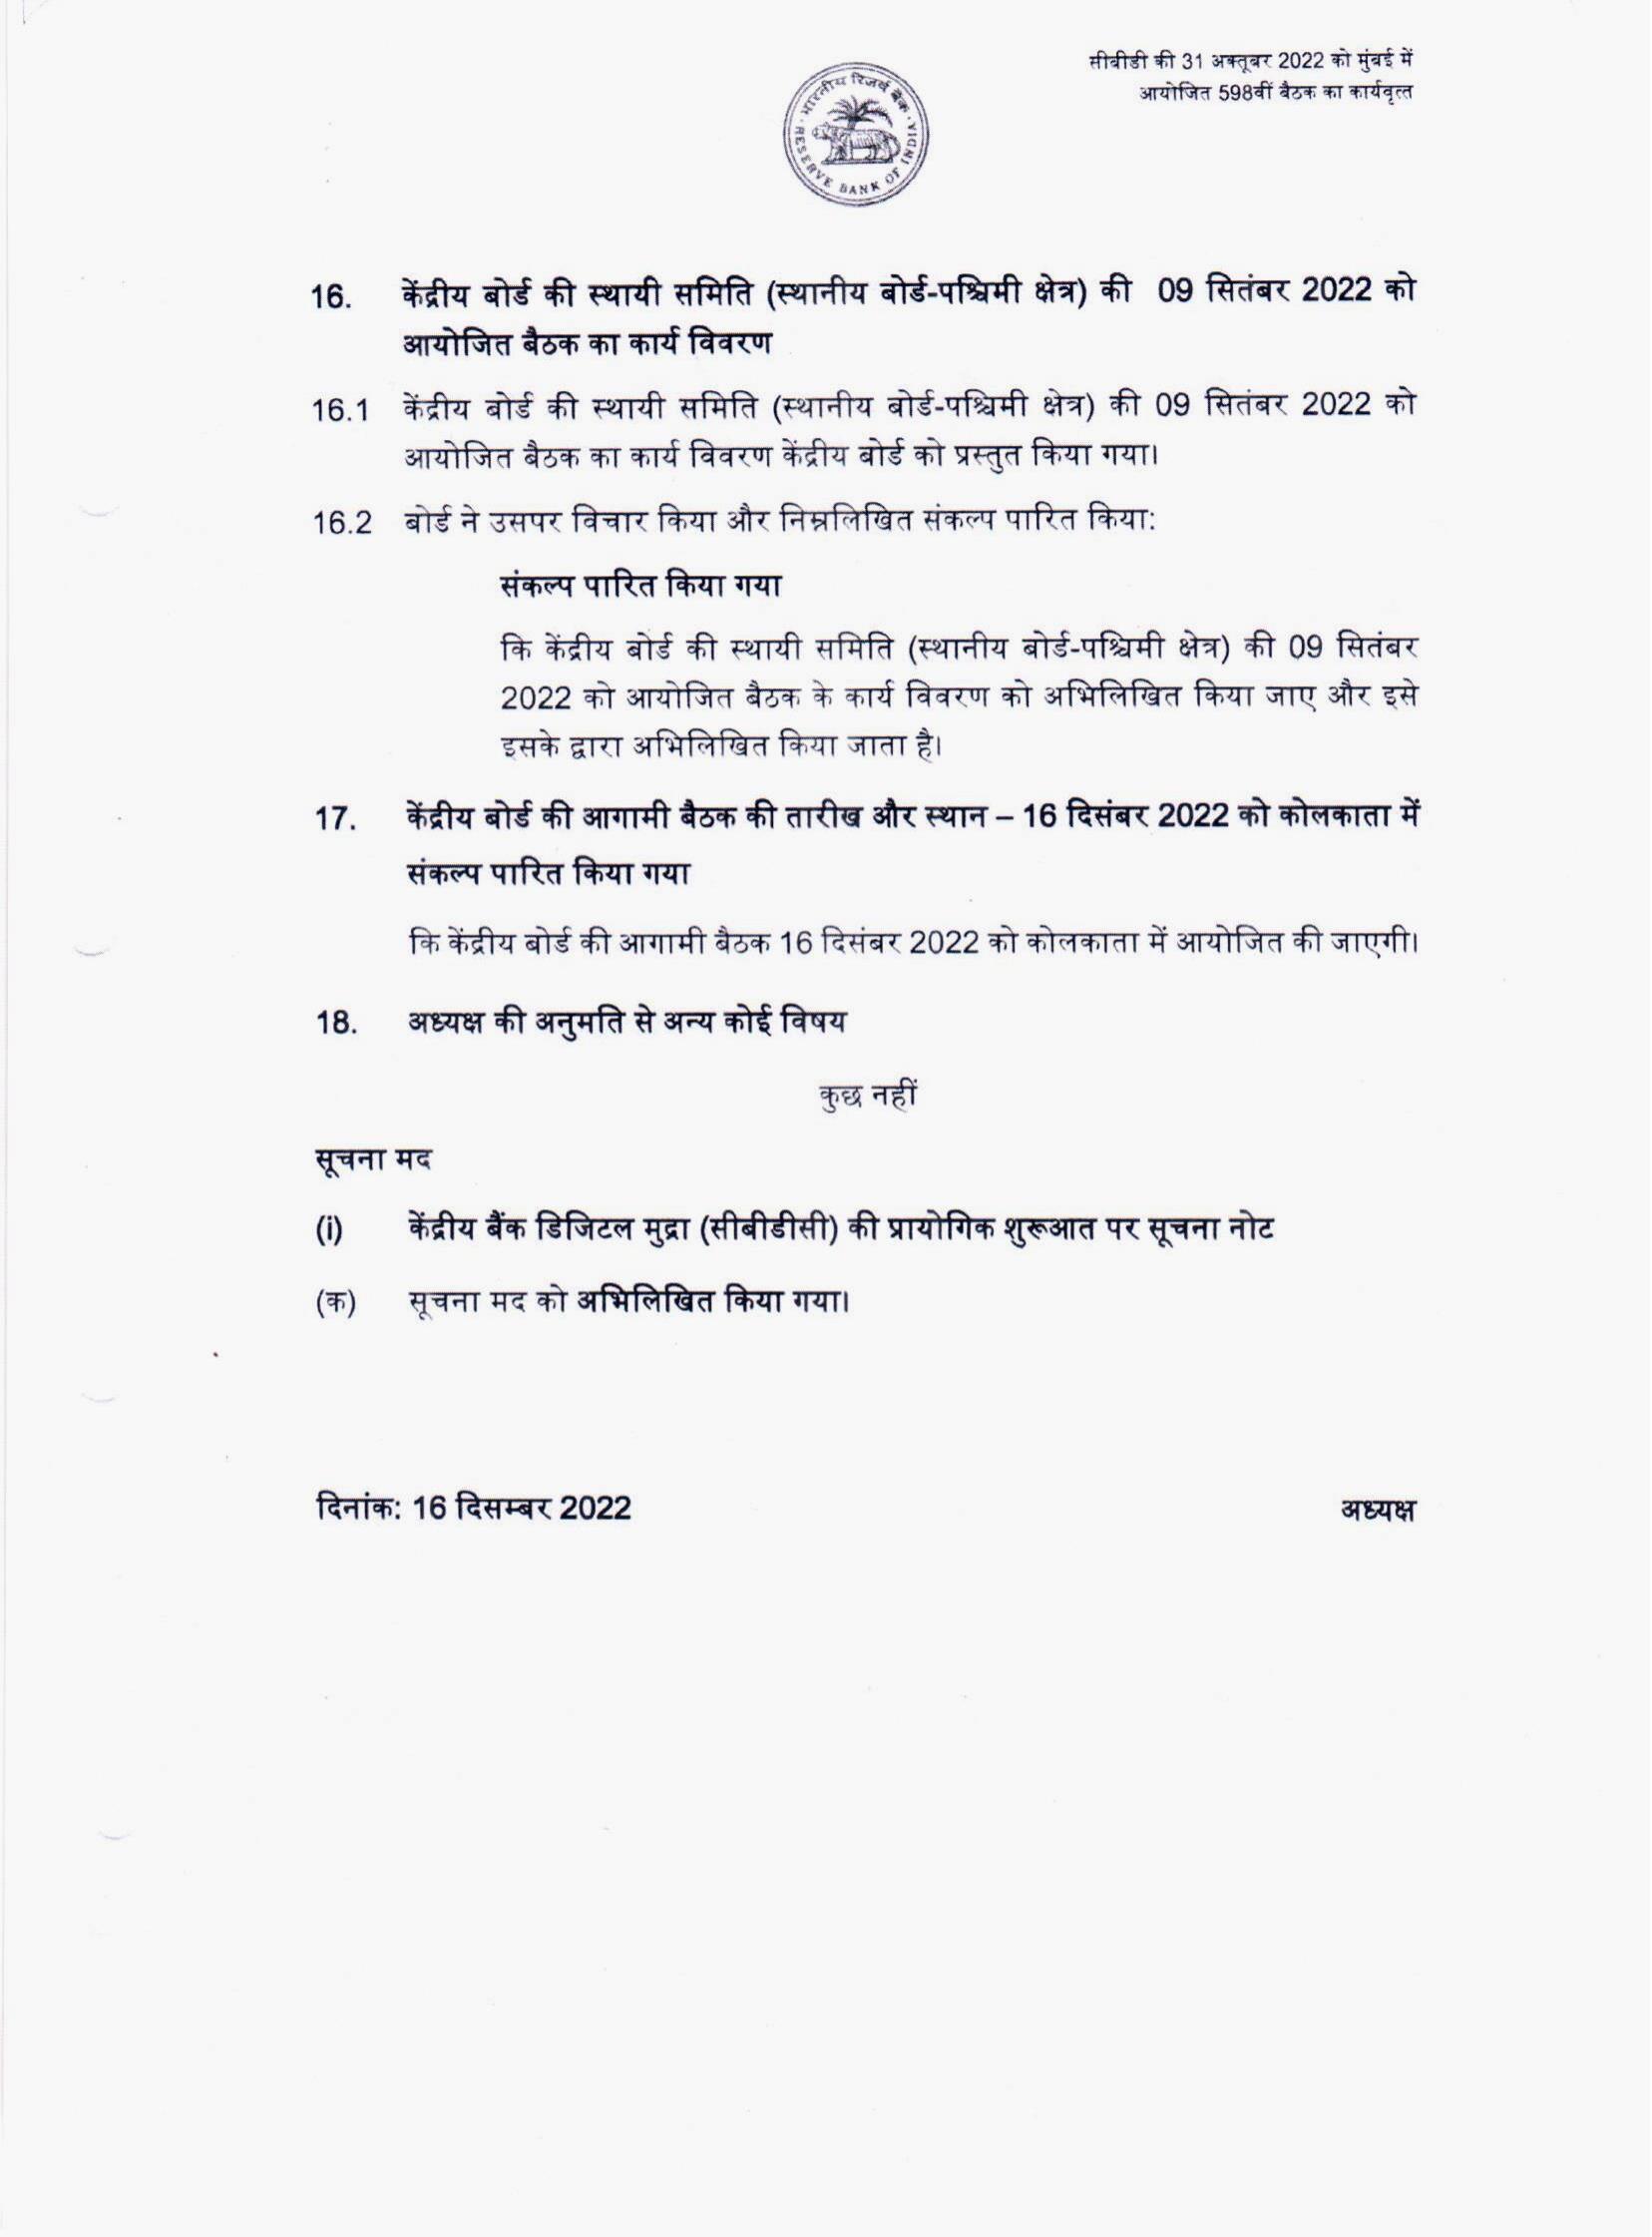 सीबीडी की 31 अक्तूबर 2022 को मुंबई में
आयोजित 598वीं बैठक का कार्यवृत्त
भारतीय रिज़र्व बैंक
RESERVE BANK OF INDIA
16. केंद्रीय बोर्ड की स्थायी समिति (स्थानीय बोर्ड-पश्चिमी क्षेत्र) की 09 सितंबर 2022 को
आयोजित बैठक का कार्य विवरण
16.1 केंद्रीय बोर्ड की स्थायी समिति (स्थानीय बोर्ड-पश्चिमी क्षेत्र) की 09 सितंबर 2022 को
आयोजित बैठक का कार्य विवरण केंद्रीय बोर्ड को प्रस्तुत किया गया।
16.2 बोर्ड ने उसपर विचार किया और निम्नलिखित संकल्प पारित किया:
संकल्प पारित किया गया
कि केंद्रीय बोर्ड की स्थायी समिति (स्थानीय बोर्ड-पश्चिमी क्षेत्र) की 09 सितंबर
2022 को आयोजित बैठक के कार्य विवरण को अभिलिखित किया जाए और इसे
इसके द्वारा अभिलिखित किया जाता है।
17. केंद्रीय बोर्ड की आगामी बैठक की तारीख और स्थान – 16 दिसंबर 2022 को कोलकाता में
संकल्प पारित किया गया
कि केंद्रीय बोर्ड की आगामी बैठक 16 दिसंबर 2022 को कोलकाता में आयोजित की जाएगी।
18. अध्यक्ष की अनुमति से अन्य कोई विषय
कुछ नहीं
सूचना मद
(i) केंद्रीय बैंक डिजिटल मुद्रा (सीबीडीसी) की प्रायोगिक शुरूआत पर सूचना नोट
(क) सूचना मद को अभिलिखित किया गया।
दिनांक: 16 दिसम्बर 2022 अध्यक्ष